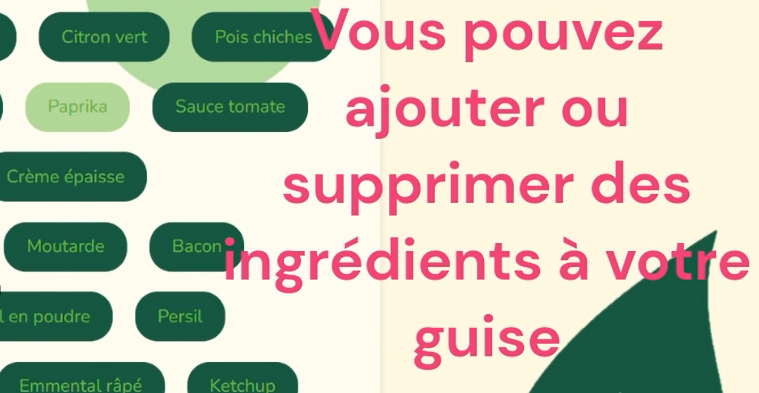 Citron vert
Pois chiches
Paprika
Sauce tomate
Crème épaisse
Moutarde
Bacon
en poudre
Persil
Emmental râpé
Ketchup
Vous pouvez
ajouter ou
supprimer des
ingrédients à votre
guise